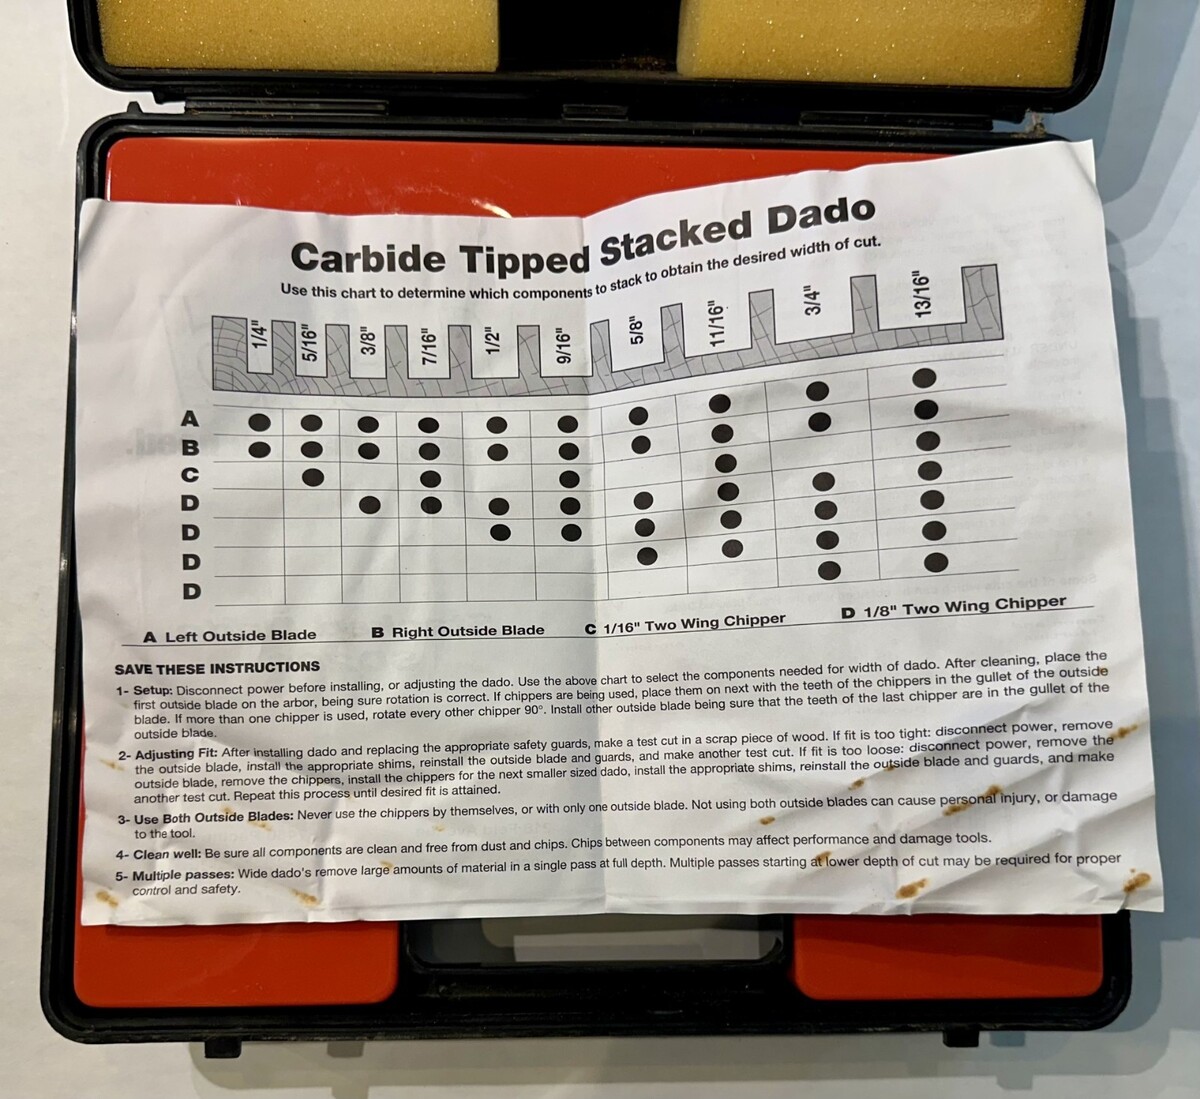 Carbide Tipped Stacked Dado
Use this chart to determine which components to stack to obtain the desired width of cut.
1/4" 5/16" 3/8" 7/16" 1/2" 9/16" 5/8" 11/16" 3/4" 13/16"
A
B
C
D
D
D
D
A Left Outside Blade B Right Outside Blade C 1/16" Two Wing Chipper D 1/8" Two Wing Chipper
SAVE THESE INSTRUCTIONS
1- Setup: Disconnect power before installing, or adjusting the dado. Use the above chart to select the components needed for width of dado. After cleaning, place the
first outside blade on the arbor, being sure rotation is correct. If chippers are being used, place them on next with the teeth of the chippers in the gullet of the outside
blade. If more than one chipper is used, rotate every other chipper 90°. Install other outside blade being sure that the teeth of the last chipper are in the gullet of the
outside blade.
2- Adjusting Fit: After installing dado and replacing the appropriate safety guards, make a test cut in a scrap piece of wood. If fit is too tight: disconnect power, remove
the outside blade, install the appropriate shims, reinstall the outside blade and guards, and make another test cut. If fit is too loose: disconnect power, remove the
outside blade, remove the chippers, install the chippers for the next smaller sized dado, install the appropriate shims, reinstall the outside blade and guards, and make
another test cut. Repeat this process until desired fit is attained.
3- Use Both Outside Blades: Never use the chippers by themselves, or with only one outside blade. Not using both outside blades can cause personal injury, or damage
to the tool.
4- Clean well: Be sure all components are clean and free from dust and chips. Chips between components may affect performance and damage tools.
5- Multiple passes: Wide dado's remove large amounts of material in a single pass at full depth. Multiple passes starting at lower depth of cut may be required for proper
control and safety.